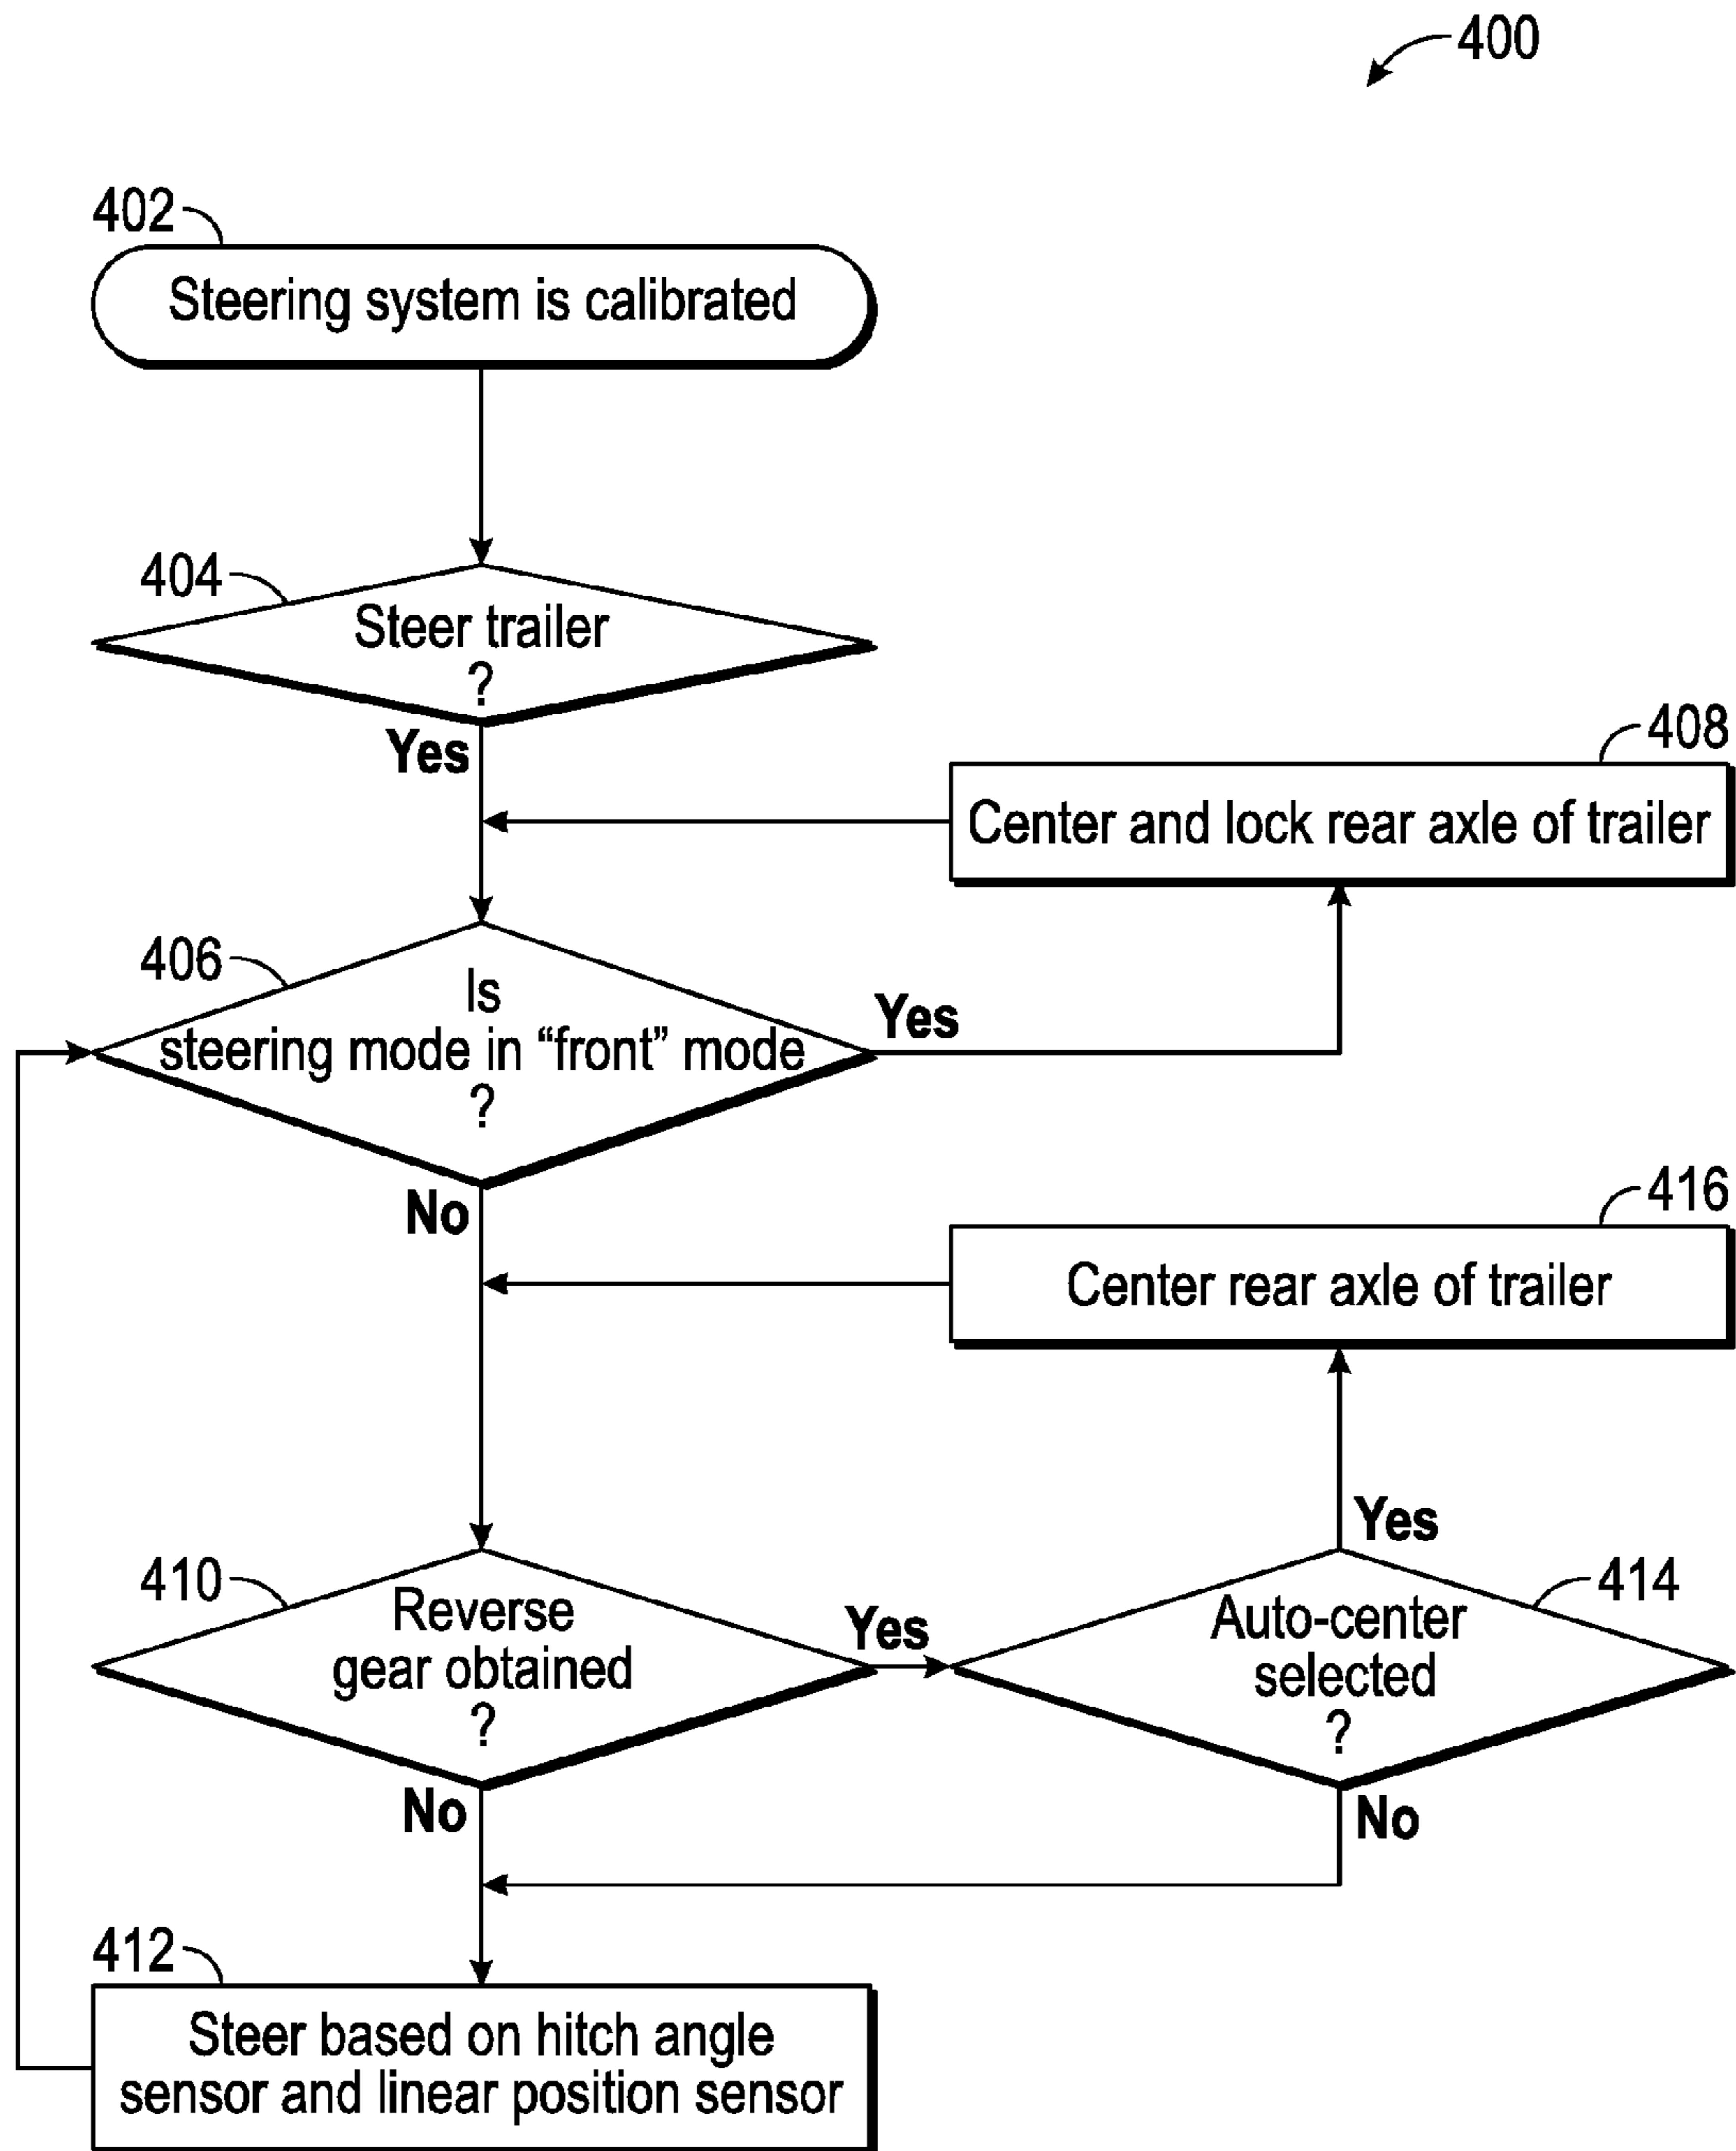 400
402
Steering system is calibrated
404
Steer trailer
?
Yes
408
Center and lock rear axle of trailer
406
Is
steering mode in “front” mode
?
Yes
No
416
Center rear axle of trailer
410
Reverse
gear obtained
?
Yes
No
414
Auto-center
selected
?
Yes
No
412
Steer based on hitch angle
sensor and linear position sensor